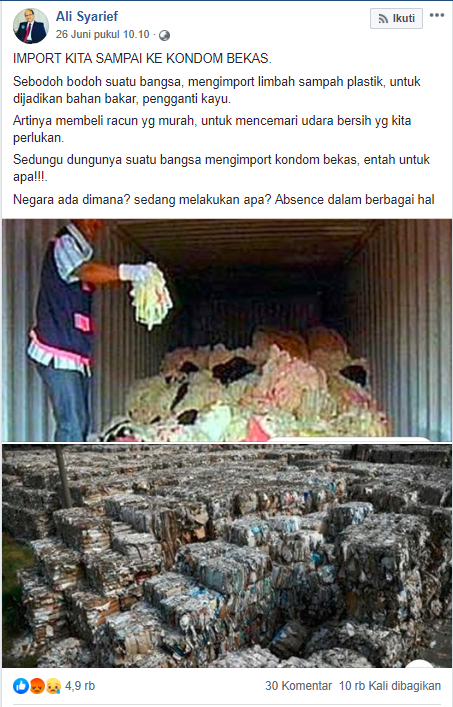 Ali Syarief
Ikuti
26 Juni pukul 10.10
IMPORT KITA SAMPAI KE KONDOM BEKAS.
Sebodoh bodoh suatu bangsa, mengimport limbah sampah plastik, untuk
dijadikan bahan bakar, pengganti kayu.
Artinya membeli racun yg murah, untuk mencemari udara bersih yg kita
perlukan.
Sedungu dungunya suatu bangsa mengimport kondom bekas, entah untuk
apa!!!.
Negara ada dimana? sedang melakukan apa? Absence dalam berbagai hal
4,9 rb
30 Komentar 10 rb Kali dibagikan